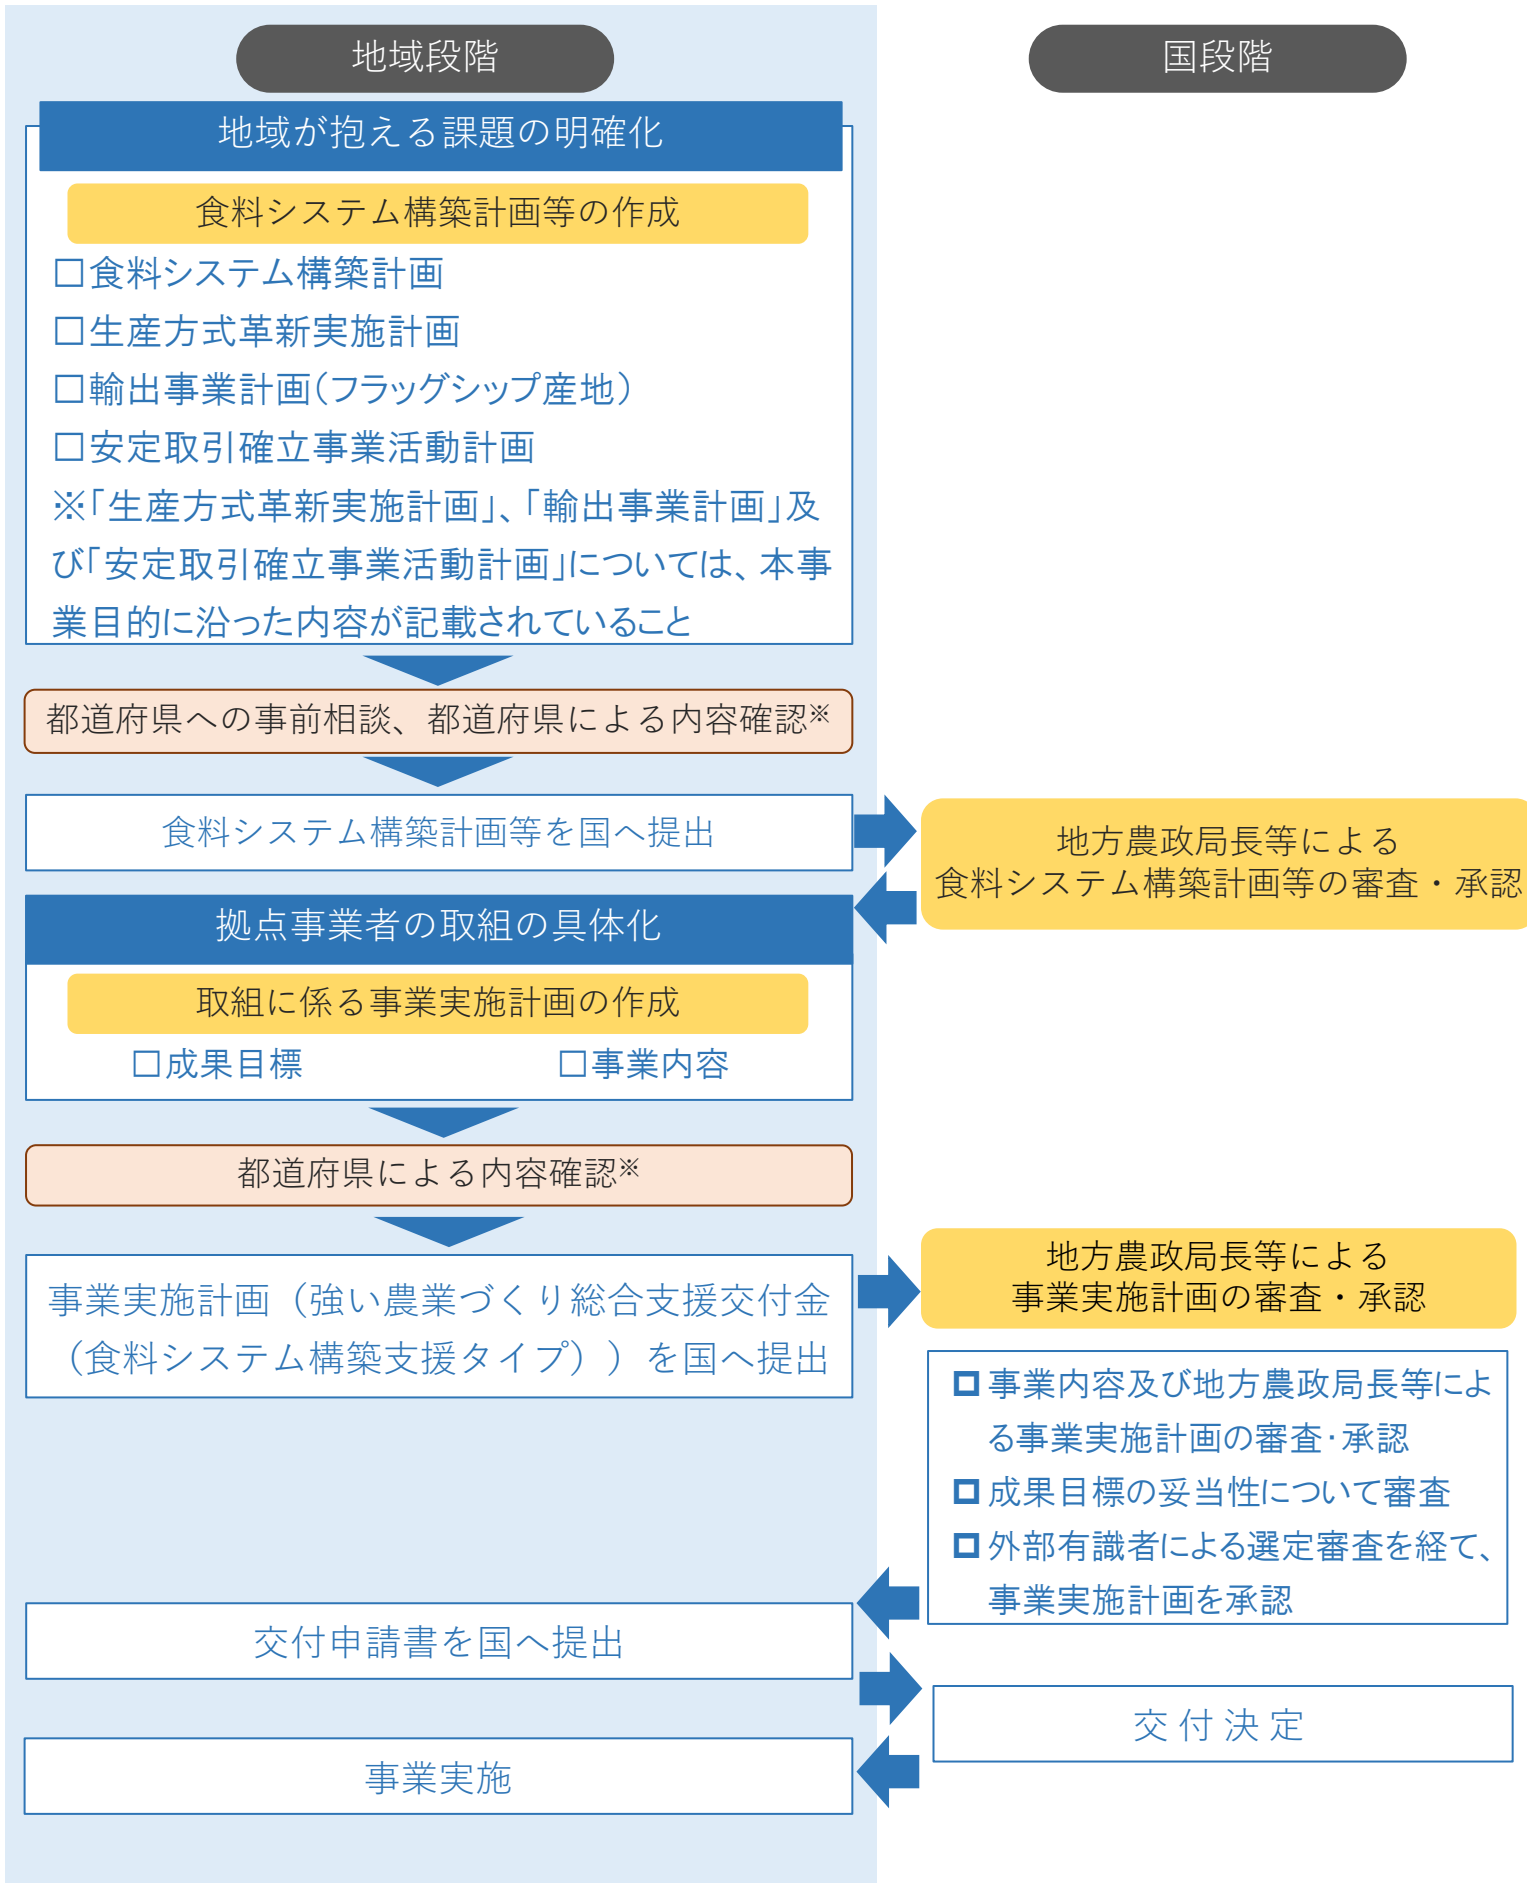 地域段階
国段階
地域が抱える課題の明確化
食料システム構築計画等の作成
□食料システム構築計画
□生産方式革新実施計画
□輸出事業計画（フラッグシップ産地）
□安定取引確立事業活動計画
※「生産方式革新実施計画」、「輸出事業計画」及
び「安定取引確立事業活動計画」については、本事
業目的に沿った内容が記載されていること
都道府県への事前相談、都道府県による内容確認※
食料システム構築計画等を国へ提出
地方農政局長等による
食料システム構築計画等の審査・承認
拠点事業者の取組の具体化
取組に係る事業実施計画の作成
□成果目標 □事業内容
都道府県による内容確認※
事業実施計画（強い農業づくり総合支援交付金
（食料システム構築支援タイプ））を国へ提出
地方農政局長等による
事業実施計画の審査・承認
事業内容及び地方農政局長等によ
る事業実施計画の審査・承認
成果目標の妥当性について審査
外部有識者による選定審査を経て、
事業実施計画を承認
交付申請書を国へ提出
交付決定
事業実施